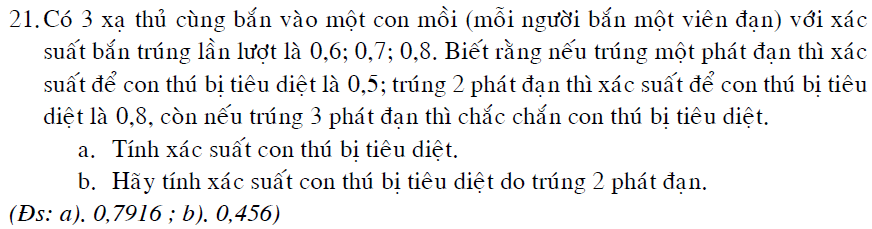 21.Có 3 xạ thủ cùng bắn vào một con mồi (mỗi người bắn một viên đạn) với xác
suất bắn trúng lần lượt là 0,6; 0,7; 0,8. Biết rằng nếu trúng một phát đạn thì xác
suất để con thú bị tiêu diệt là 0,5; trúng 2 phát đạn thì xác suất để con thú bị tiêu
diệt là 0,8, còn nếu trúng 3 phát đạn thì chắc chắn con thú bị tiêu diệt.
a. Tính xác suất con thú bị tiêu diệt.
b. Hãy tính xác suất con thú bị tiêu diệt do trúng 2 phát đạn.
(Đs: a). 0,7916 ; b). 0,456)